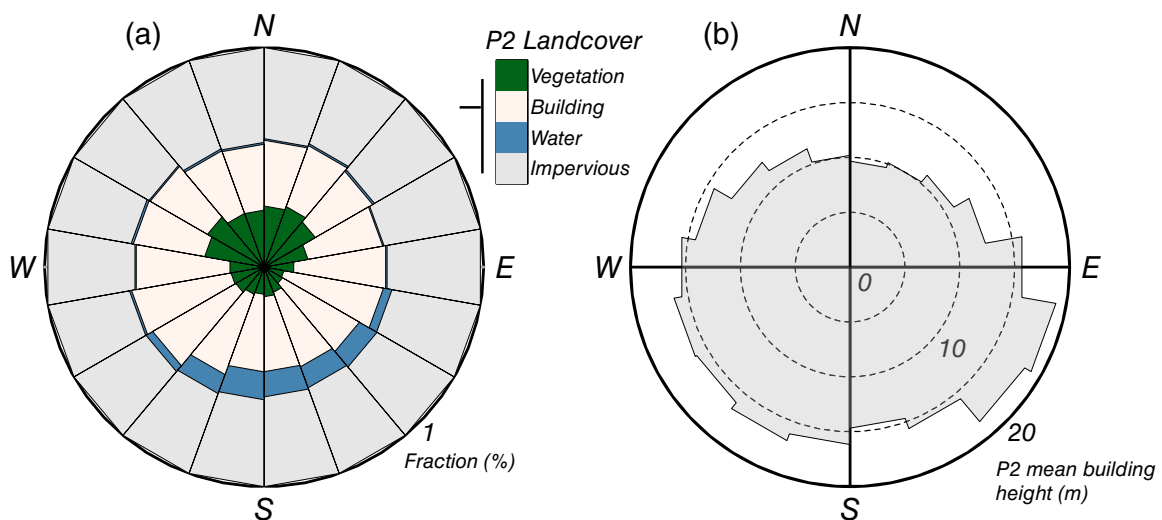 (a)
N
W
E
S
1
Fraction (%)
P2 Landcover
Vegetation
Building
Water
Impervious
(b)
N
W
E
S
0
10
20
P2 mean building
height (m)